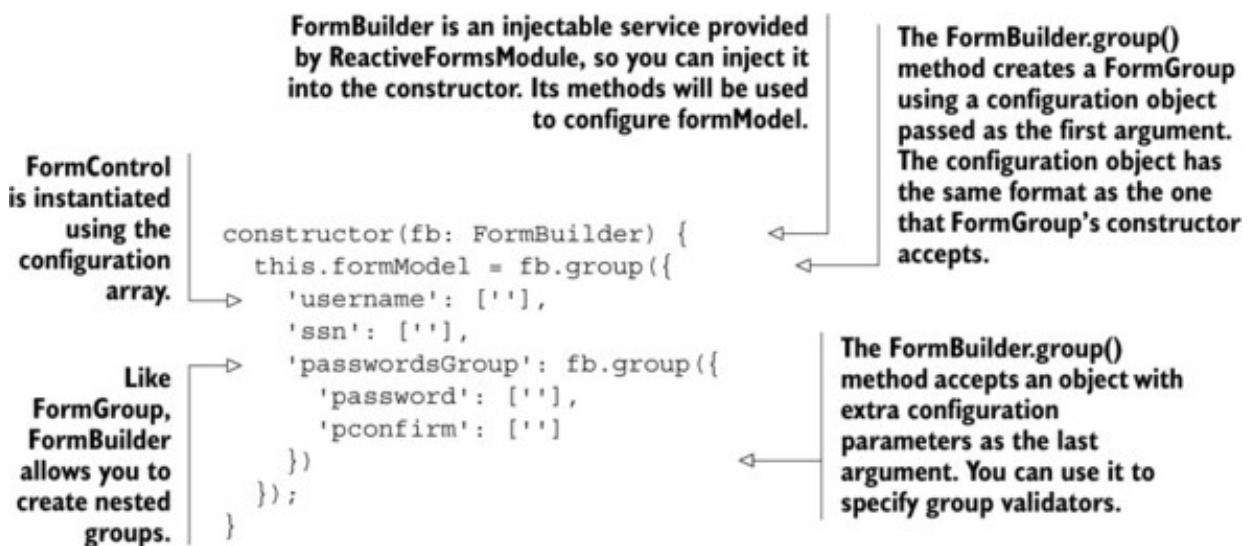 FormBuilder is an injectable service provided
by ReactiveFormsModule, so you can inject it
into the constructor. Its methods will be used
to configure formModel.
The FormBuilder.group()
method creates a FormGroup
using a configuration object
passed as the first argument.
The configuration object has
the same format as the one
that FormGroup's constructor
accepts.
FormControl
is instantiated
using the
configuration
array.
constructor(fb: FormBuilder) {
  this.formModel = fb.group({
    'username': [''],
    'ssn': [''],
    'passwordsGroup': fb.group({
      'password': [''],
      'pconfirm': ['']
    })
  });
}
Like
FormGroup,
FormBuilder
allows you to
create nested
groups.
The FormBuilder.group()
method accepts an object with
extra configuration
parameters as the last
argument. You can use it to
specify group validators.